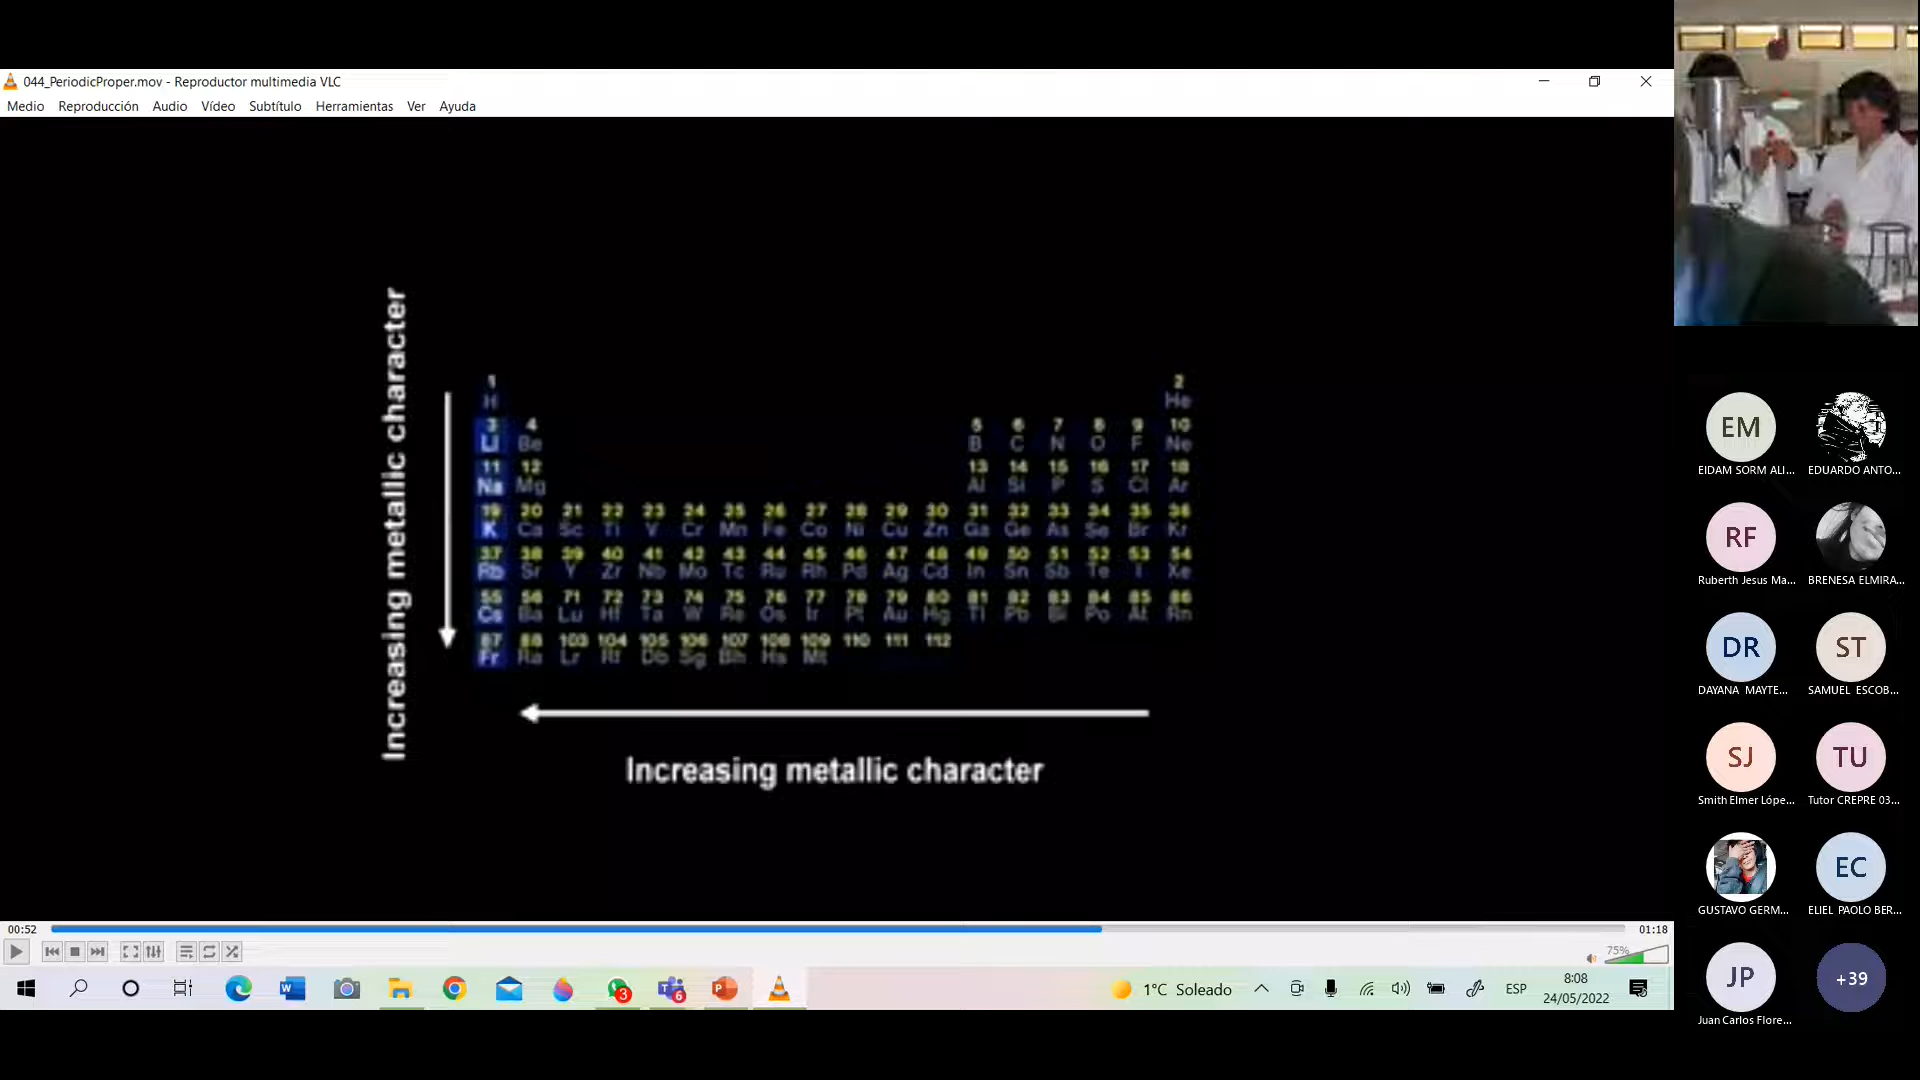 044_PeriodicProper.mov - Reproductor multimedia VLC
Medio Reproducción Audio Vídeo Subtítulo Herramientas Ver Ayuda
Increasing metallic character
1 2
H He
3 4 5 6 7 8 9 10
Li Be B C N O F Ne
11 12 13 14 15 16 17 18
Na Mg Al Si P S Cl Ar
19 20 21 22 23 24 25 26 27 28 29 30 31 32 33 34 35 36
K Ca Sc Ti V Cr Mn Fe Co Ni Cu Zn Ga Ge As Se Br Kr
37 38 39 40 41 42 43 44 45 46 47 48 49 50 51 52 53 54
Rb Sr Y Zr Nb Mo Tc Ru Rh Pd Ag Cd In Sn Sb Te I Xe
55 56 71 72 73 74 75 76 77 78 79 80 81 82 83 84 85 86
Cs Ba Lu Hf Ta W Re Os Ir Pt Au Hg Tl Pb Bi Po At Rn
87 88 103 104 105 106 107 108 109 110 111 112
Fr Ra Lr Rf Db Sg Bh Hs Mt
Increasing metallic character
00:52 01:18
75%
3
6
1°C Soleado
ESP
8:08
24/05/2022
EM
EIDAM SORM ALI... EDUARDO ANTO...
RF
Ruberth Jesus Ma... BRENESA ELMIRA...
DR ST
DAYANA MAYTE... SAMUEL ESCOB...
SJ TU
Smith Elmer Lópe... Tutor CREPRE 03...
EC
GUSTAVO GERM... ELIEL PAOLO BER...
JP +39
Juan Carlos Flore...